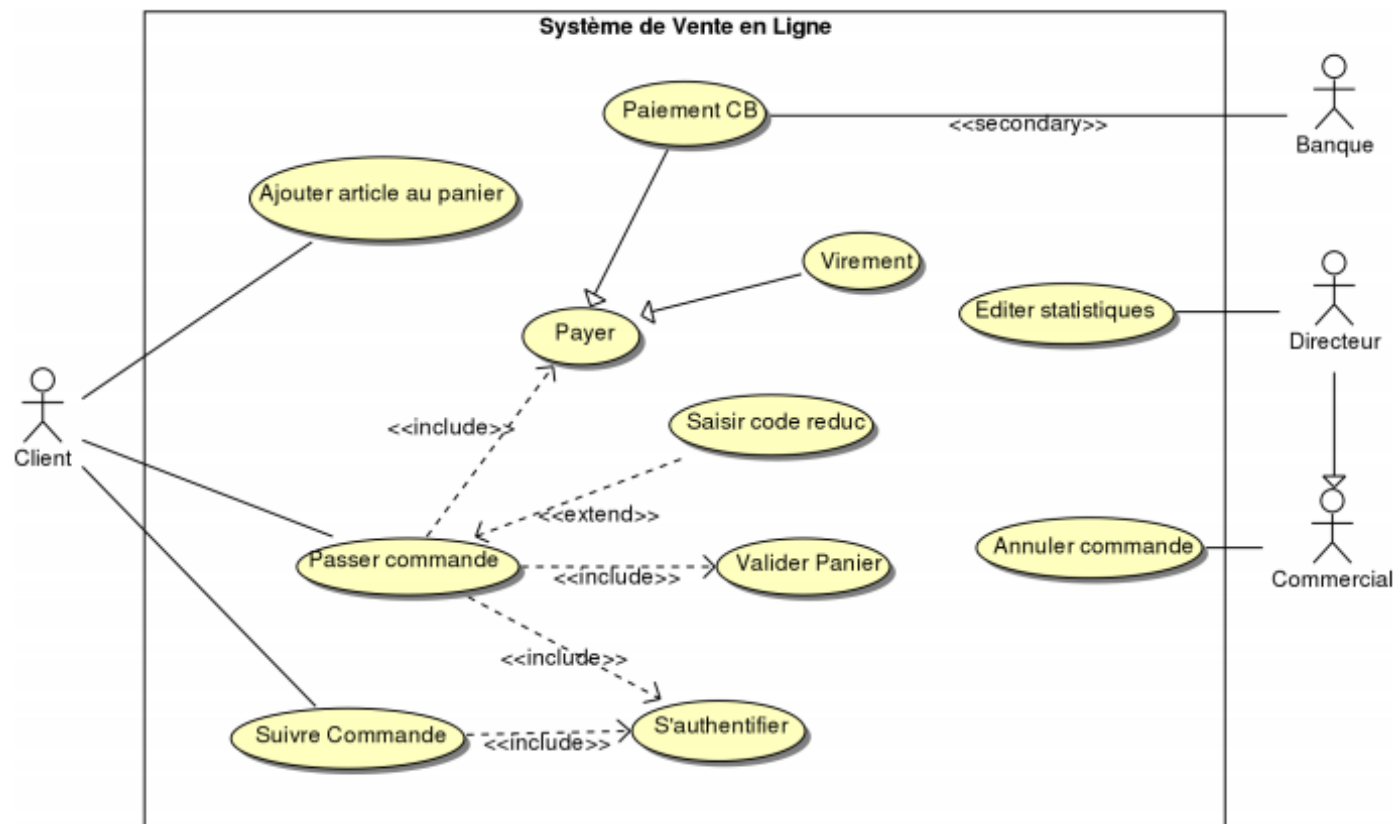 Système de Vente en Ligne
Paiement CB
<<secondary>>
Banque
Ajouter article au panier
Virement
Editer statistiques
Payer
Directeur
<<include>>
Saisir code reduc
Client
<<extend>>
Passer commande
<<include>>
Valider Panier
Annuler commande
Commercial
<<include>>
Suivre Commande
<<include>>
S'authentifier